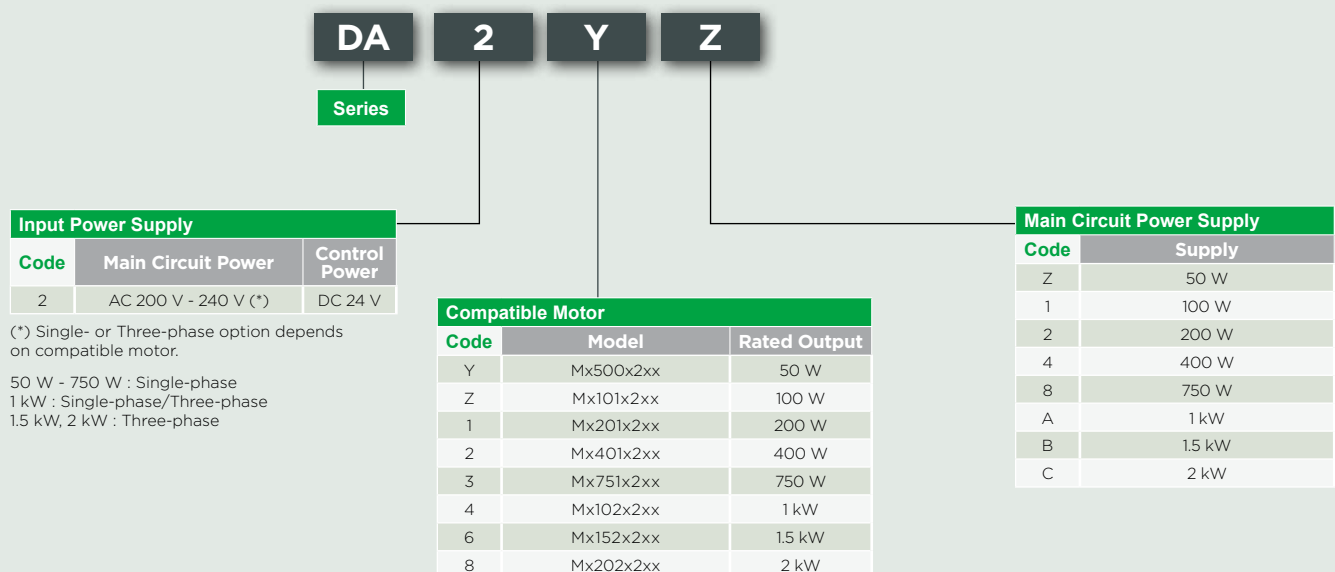 DA 2 Y Z
Series
Input Power Supply
Code Main Circuit Power Control Power
2 AC 200 V - 240 V (*) DC 24 V
(*) Single- or Three-phase option depends
on compatible motor.
50 W - 750 W : Single-phase
1 kW : Single-phase/Three-phase
1.5 kW, 2 kW : Three-phase
Compatible Motor
Code Model Rated Output
Y Mx500x2xx 50 W
Z Mx101x2xx 100 W
1 Mx201x2xx 200 W
2 Mx401x2xx 400 W
3 Mx751x2xx 750 W
4 Mx102x2xx 1 kW
6 Mx152x2xx 1.5 kW
8 Mx202x2xx 2 kW
Main Circuit Power Supply
Code Supply
Z 50 W
1 100 W
2 200 W
4 400 W
8 750 W
A 1 kW
B 1.5 kW
C 2 kW